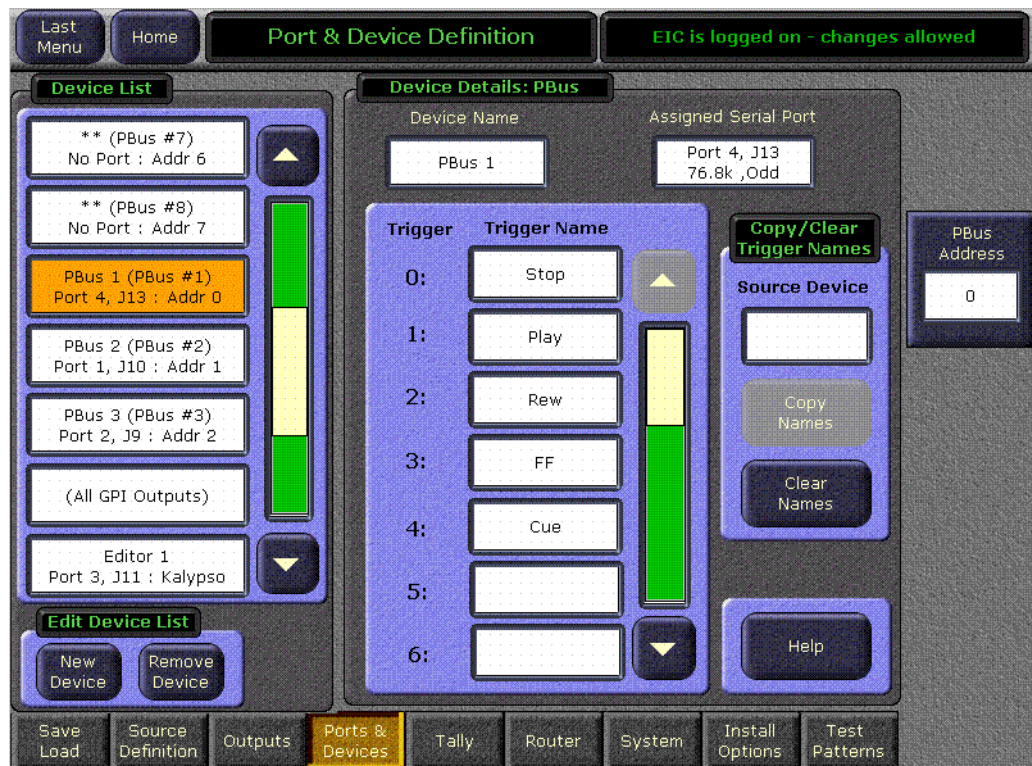 Last
Menu
Home
Port & Device Definition
EIC is logged on - changes allowed
Device List
** (PBus #7)
No Port : Addr 6
** (PBus #8)
No Port : Addr 7
PBus 1 (PBus #1)
Port 4, J13 : Addr 0
PBus 2 (PBus #2)
Port 1, J10 : Addr 1
PBus 3 (PBus #3)
Port 2, J9 : Addr 2
(All GPI Outputs)
Editor 1
Port 3, J11 : Kalypso
Edit Device List
New
Device
Remove
Device
Device Details: PBus
Device Name
PBus 1
Assigned Serial Port
Port 4, J13
76.8k ,Odd
Trigger Trigger Name
0: Stop
1: Play
2: Rew
3: FF
4: Cue
5:
6:
Copy/Clear
Trigger Names
Source Device
Copy
Names
Clear
Names
Help
PBus
Address
0
Save
Load
Source
Definition
Outputs
Ports &
Devices
Tally
Router
System
Install
Options
Test
Patterns